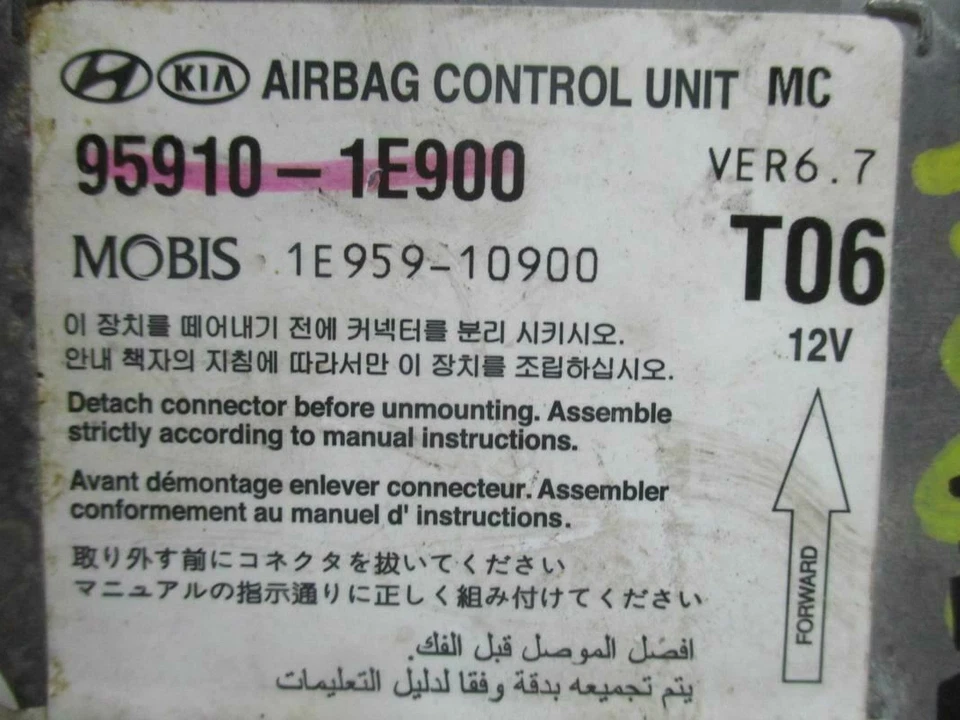 KIA AIRBAG CONTROL UNIT MC
95910-1E900
VER6.7
MOBIS 1E959-10900
T06
12V
이 장치를 떼어내기 전에 커넥터를 분리 시키시오.
안내 책자의 지침에 따라서만 이 장치를 조립하십시오.
Detach connector before unmounting. Assemble
strictly according to manual instructions.
Avant démontage enlever connecteur. Assembler
conformement au manuel d' instructions.
FORWARD
取り外す前にコネクタを抜いてください
マニュアルの指示通りに正しく組み付けてください
افصل الموصل قبل الفك.
يتم تجميعه بدقة وفقا لدليل التعليمات